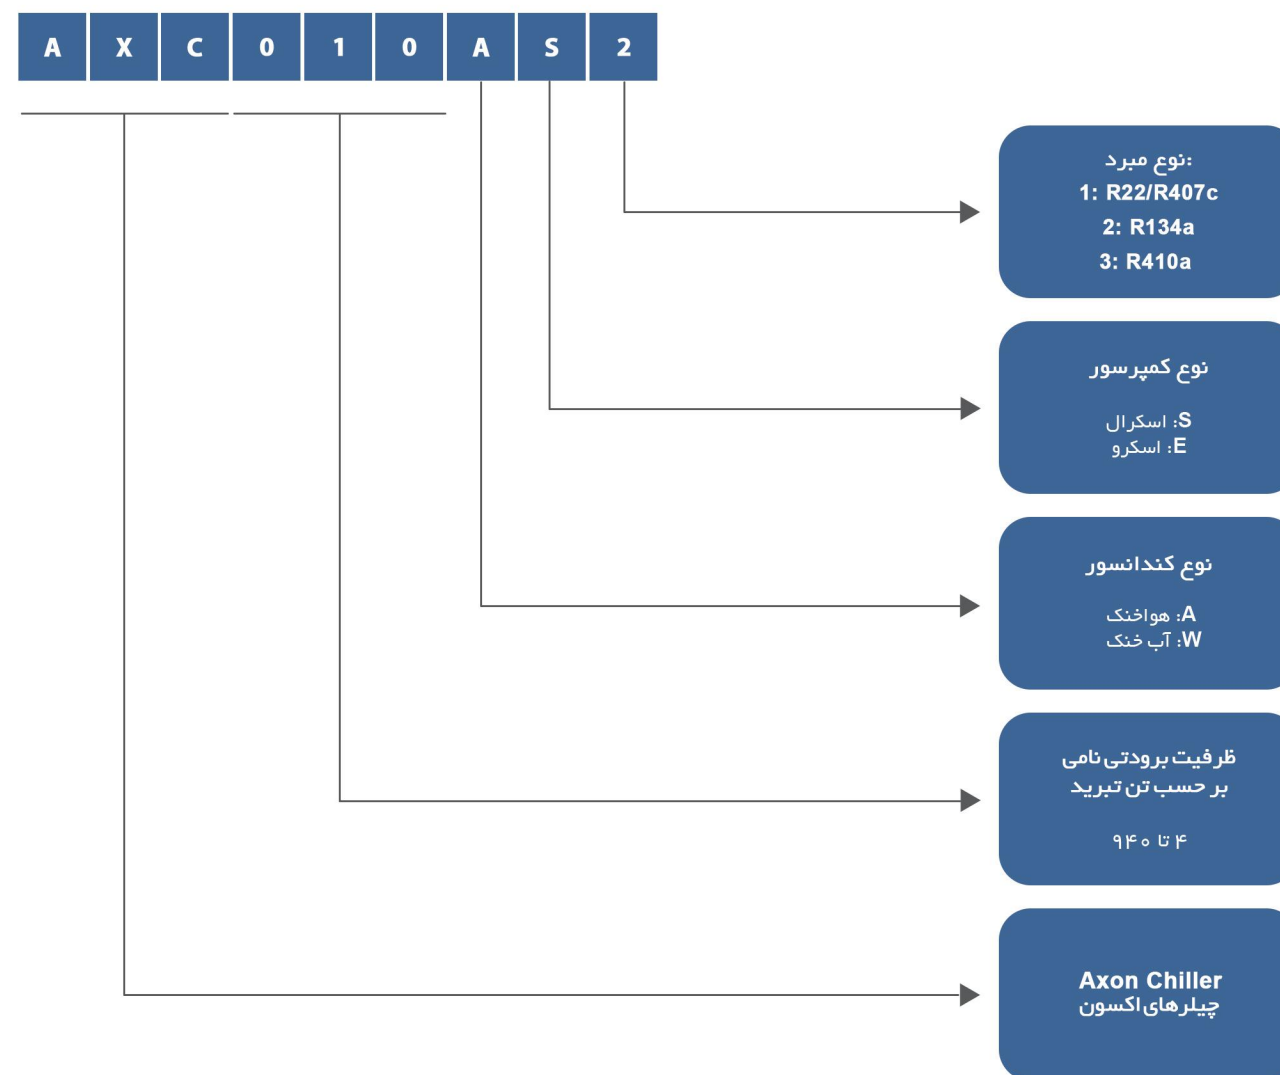 A X C 0 1 0 A S 2
نوع مبرد:
1: R22/R407c
2: R134a
3: R410a
نوع کمپرسور
S: اسکرال
E: اسکرو
نوع کندانسور
A: هواخنک
W: آب خنک
ظرفیت برودتی نامی
بر حسب تن تبرید
۴ تا ۹۴۰
Axon Chiller
چیلرهای اکسون